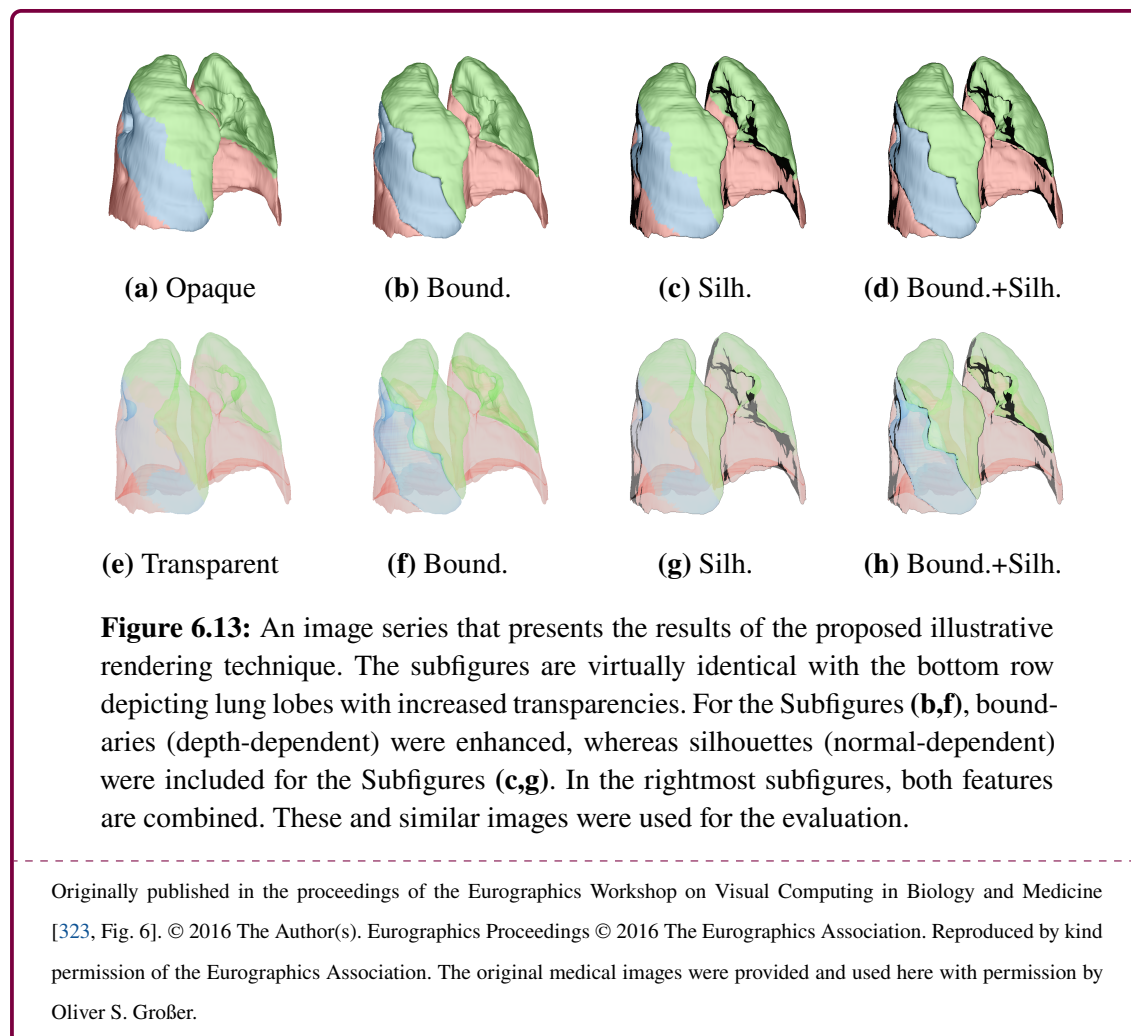 (a) Opaque (b) Bound. (c) Silh. (d) Bound.+Silh.
(e) Transparent (f) Bound. (g) Silh. (h) Bound.+Silh.
Figure 6.13: An image series that presents the results of the proposed illustrative
rendering technique. The subfigures are virtually identical with the bottom row
depicting lung lobes with increased transparencies. For the Subfigures (b,f), bound-
aries (depth-dependent) were enhanced, whereas silhouettes (normal-dependent)
were included for the Subfigures (c,g). In the rightmost subfigures, both features
are combined. These and similar images were used for the evaluation.
Originally published in the proceedings of the Eurographics Workshop on Visual Computing in Biology and Medicine
[323, Fig. 6]. © 2016 The Author(s). Eurographics Proceedings © 2016 The Eurographics Association. Reproduced by kind
permission of the Eurographics Association. The original medical images were provided and used here with permission by
Oliver S. Großer.